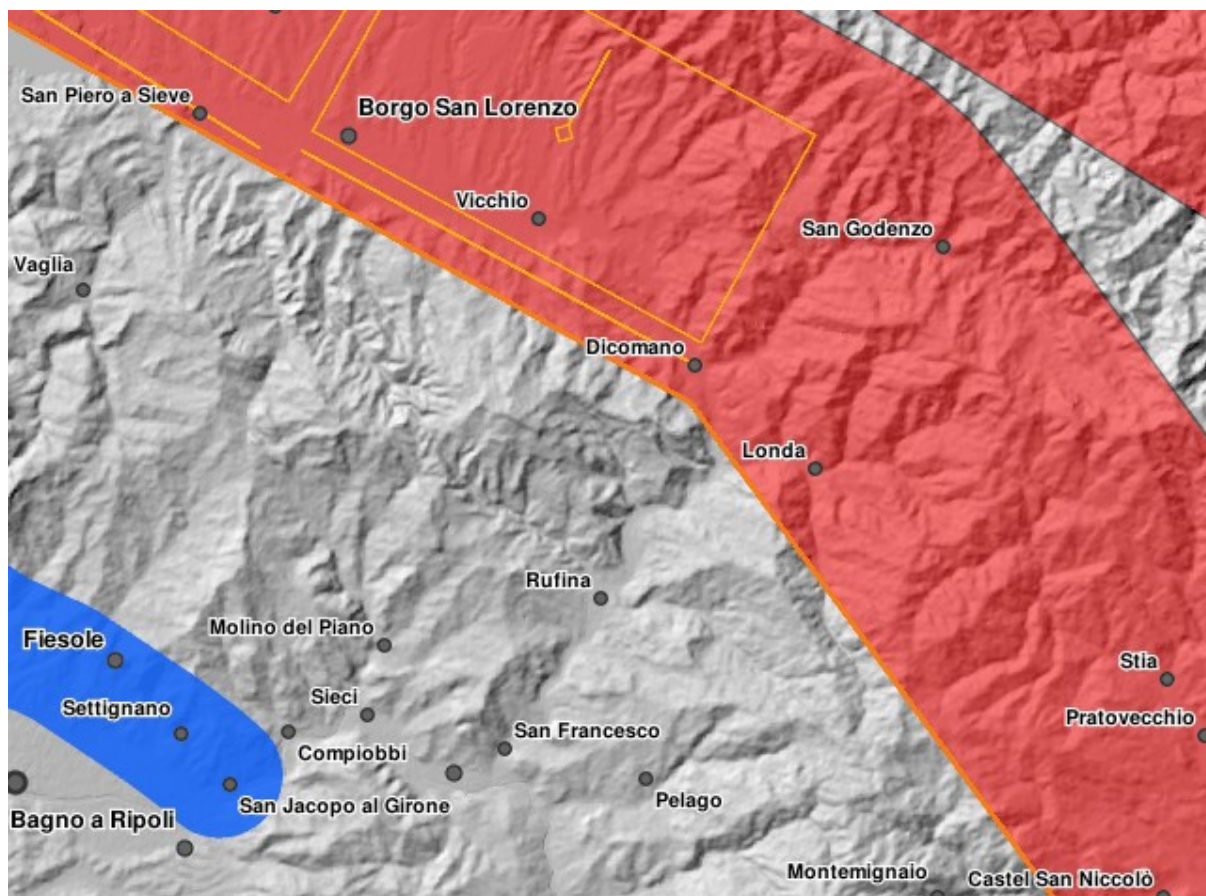 San Piero a Sieve
Borgo San Lorenzo
Vicchio
San Godenzo
Vaglia
Dicomano
Londa
Rufina
Molino del Piano
Fiesole
Stia
Sieci
Settignano
Pratovecchio
San Francesco
Compiobbi
San Jacopo al Girone
Pelago
Bagno a Ripoli
Montemignaio
Castel San Niccolò